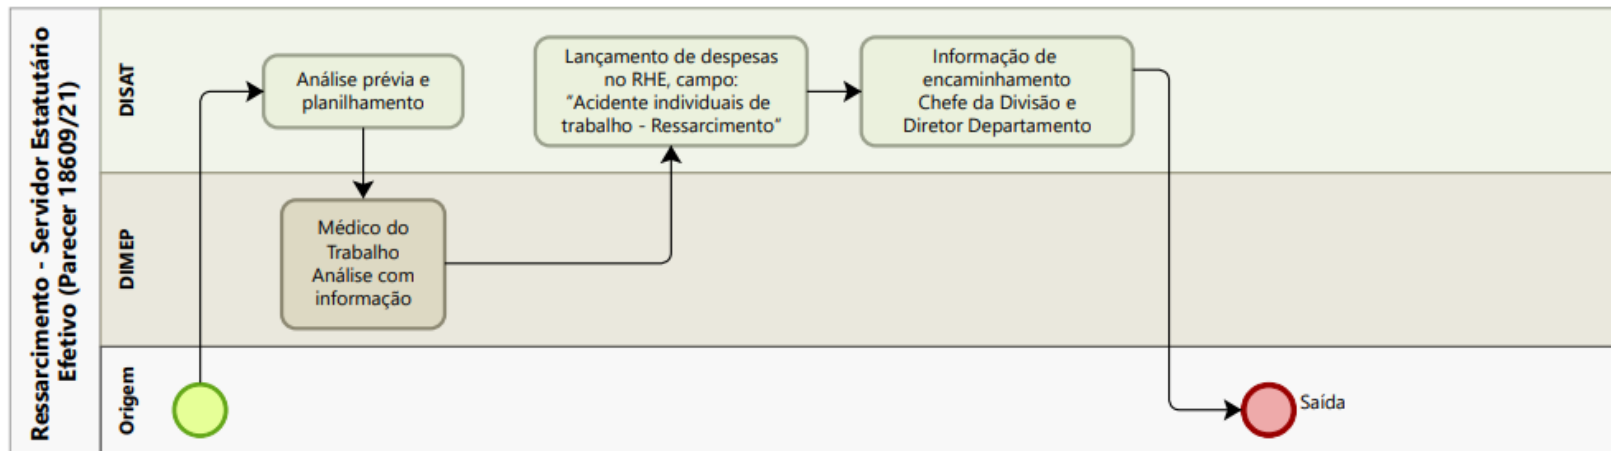 Ressarcimento - Servidor Estatutário
Efetivo (Parecer 18609/21)
DISAT
Análise prévia e
planilhamento
Lançamento de despesas
no RHE, campo:
“Acidente individuais de
trabalho - Ressarcimento”
Informação de
encaminhamento
Chefe da Divisão e
Diretor Departamento
DIMEP
Médico do
Trabalho
Análise com
informação
Origem
Saída